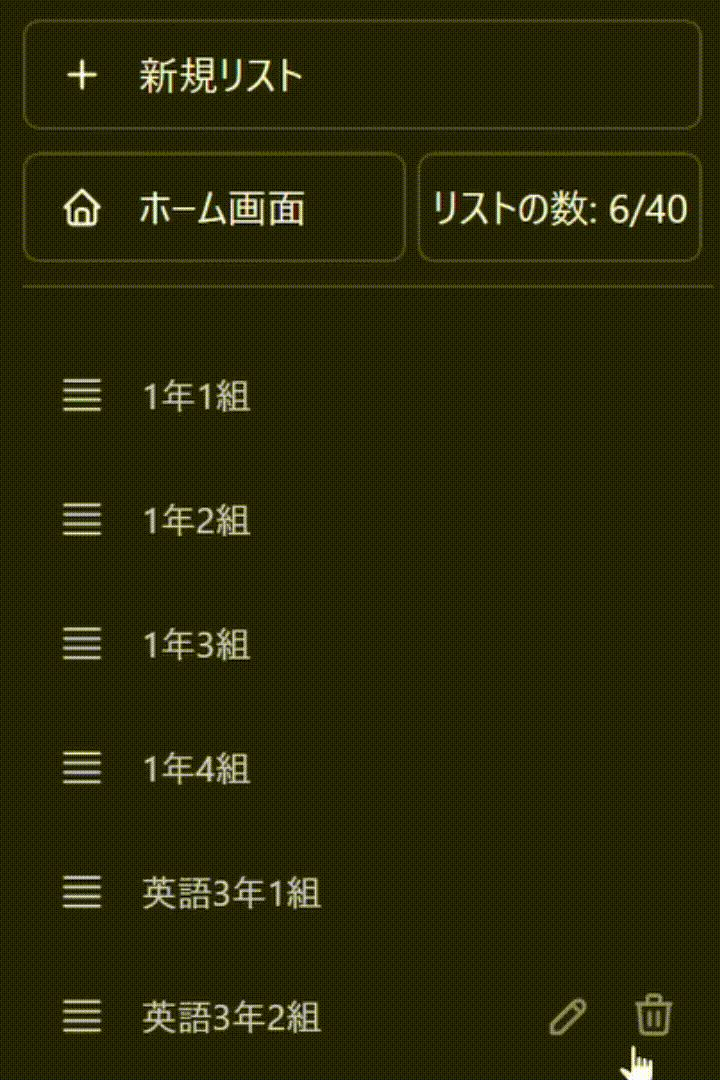 新規リスト
ホーム画面
リストの数: 6/40
1年1組
1年2組
1年3組
1年4組
英語3年1組
英語3年2組